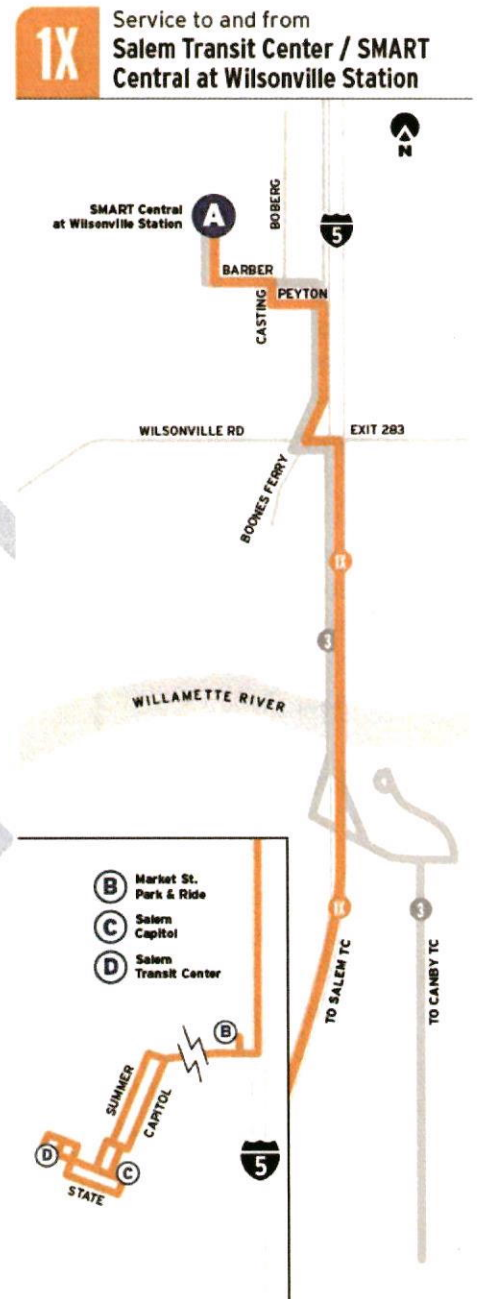 1X
Service to and from
Salem Transit Center / SMART
Central at Wilsonville Station
N
SMART Central
at Wilsonville Station
A
BOBERG
5
BARBER
CASTING
PEYTON
WILSONVILLE RD
EXIT 283
BOONES FERRY
1X
3
WILLAMETTE RIVER
1X
3
TO SALEM TC
TO CANBY TC
B
Market St.
Park & Ride
C
Salem
Capitol
D
Salem
Transit Center
B
SUMMER
CAPITOL
D
C
STATE
5